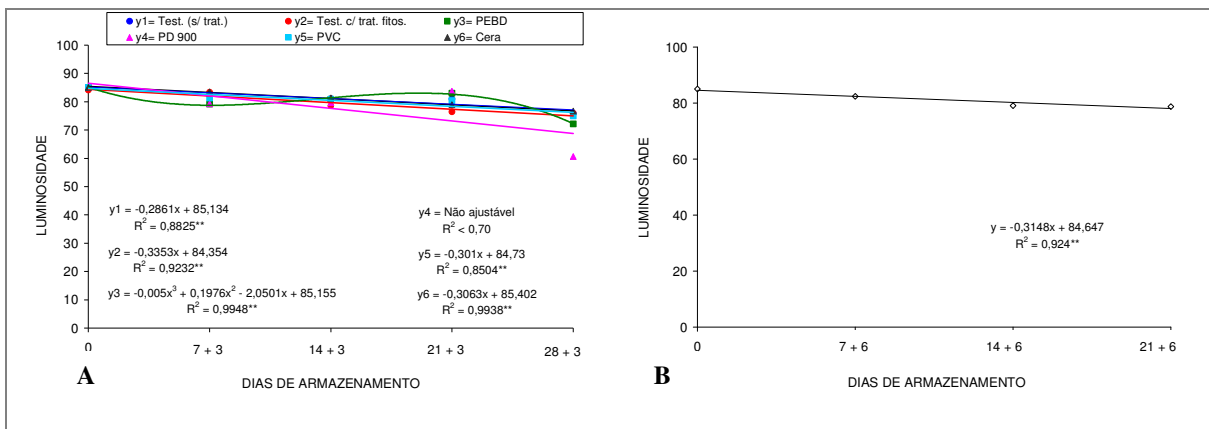 y1= Test. (s/ trat.) y2= Test. c/ trat. fitos. y3= PEBD
y4= PD 900 y5= PVC y6= Cera
LUMINOSIDADE
100
90
80
70
60
50
40
30
20
10
0
y1 = -0,2861x + 85,134
R² = 0,8825**
y2 = -0,3353x + 84,354
R² = 0,9232**
y3 = -0,005x³ + 0,1976x² - 2,0501x + 85,155
R² = 0,9948**
y4 = Não ajustável
R² < 0,70
y5 = -0,301x + 84,73
R² = 0,8504**
y6 = -0,3063x + 85,402
R² = 0,9938**
0 7 + 3 14 + 3 21 + 3 28 + 3
A
DIAS DE ARMAZENAMENTO
LUMINOSIDADE
100
80
60
40
20
0
y = -0,3148x + 84,647
R² = 0,924**
0 7 + 6 14 + 6 21 + 6
B
DIAS DE ARMAZENAMENTO